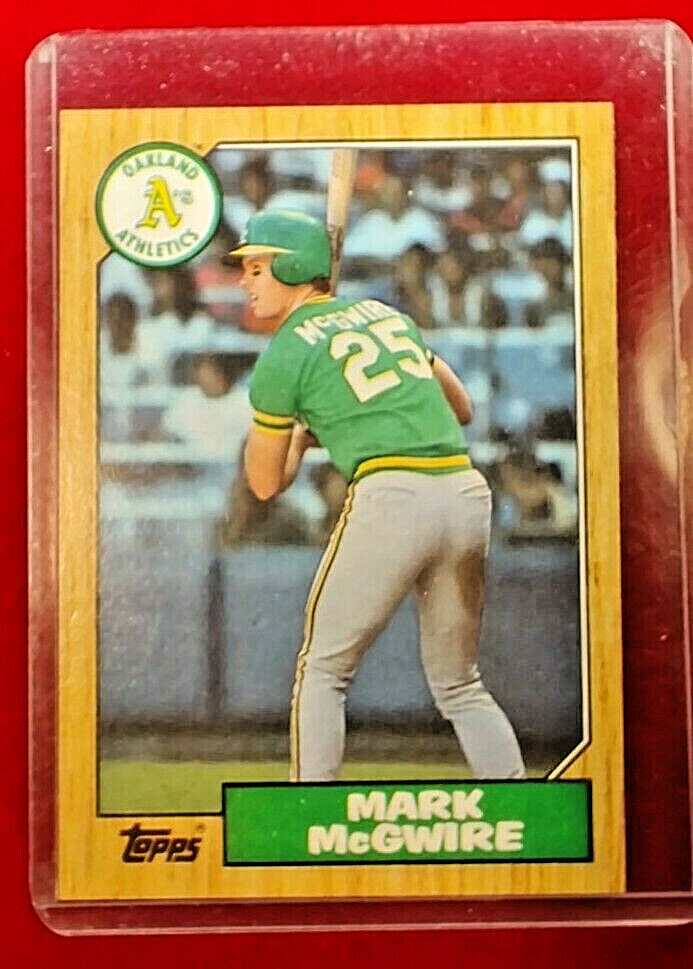 OAKLAND
A's
ATHLETICS
McGWIRE
25
MARK
McGWIRE
topps